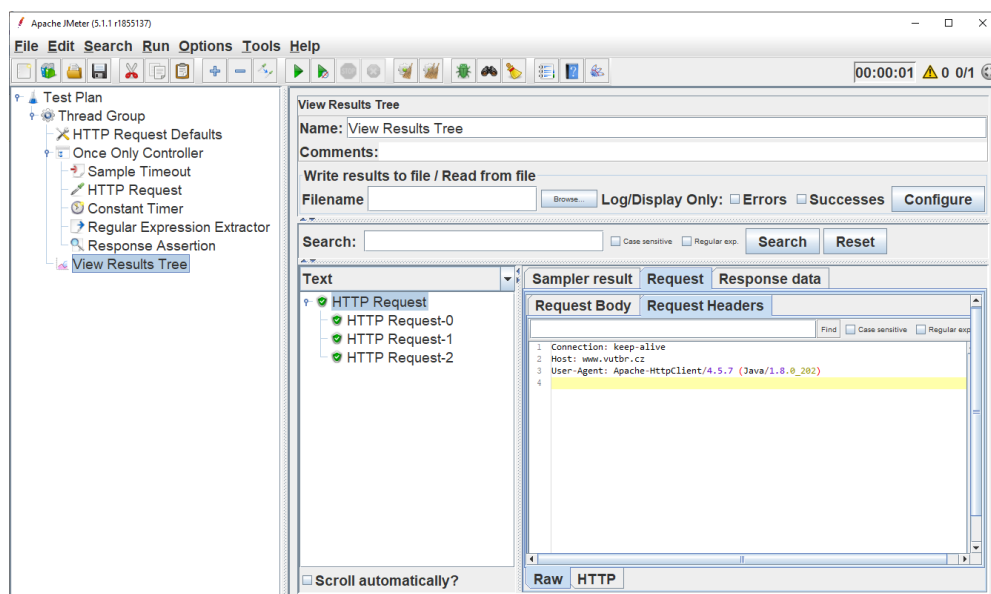 Apache JMeter (5.1.1 r1855137)
File Edit Search Run Options Tools Help
00:00:01 0 0/1
Test Plan
Thread Group
HTTP Request Defaults
Once Only Controller
Sample Timeout
HTTP Request
Constant Timer
Regular Expression Extractor
Response Assertion
View Results Tree
View Results Tree
Name: View Results Tree
Comments:
Write results to file / Read from file
Filename Browse... Log/Display Only: Errors Successes Configure
Search: Case sensitive Regular exp. Search Reset
Text
HTTP Request
HTTP Request-0
HTTP Request-1
HTTP Request-2
Scroll automatically?
Sampler result Request Response data
Request Body Request Headers
Find Case sensitive Regular exp
1 Connection: keep-alive
2 Host: www.vutbr.cz
3 User-Agent: Apache-HttpClient/4.5.7 (Java/1.8.0_202)
4
Raw HTTP